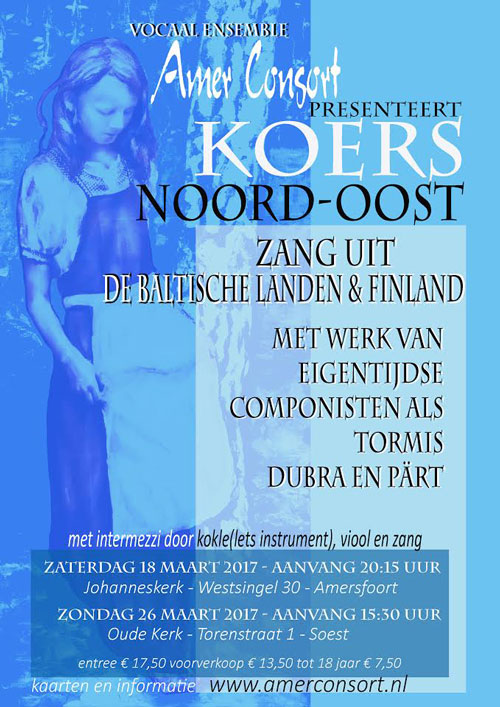 VOCAAL ENSEMBLE
Amer Consort
PRESENTEERT
KOERS
NOORD-OOST
ZANG UIT
DE BALTISCHE LANDEN & FINLAND
MET WERK VAN
EIGENTIJDSE
COMPONISTEN ALS
TORMIS
DUBRA EN PÄRT
met intermezzi door kokle(lets instrument), viool en zang
ZATERDAG 18 MAART 2017 - AANVANG 20:15 UUR
Johanneskerk - Westsingel 30 - Amersfoort
ZONDAG 26 MAART 2017 - AANVANG 15:30 UUR
Oude Kerk - Torenstraat 1 - Soest
entree € 17,50 voorverkoop € 13,50 tot 18 jaar € 7,50
kaarten en informatie www.amerconsort.nl